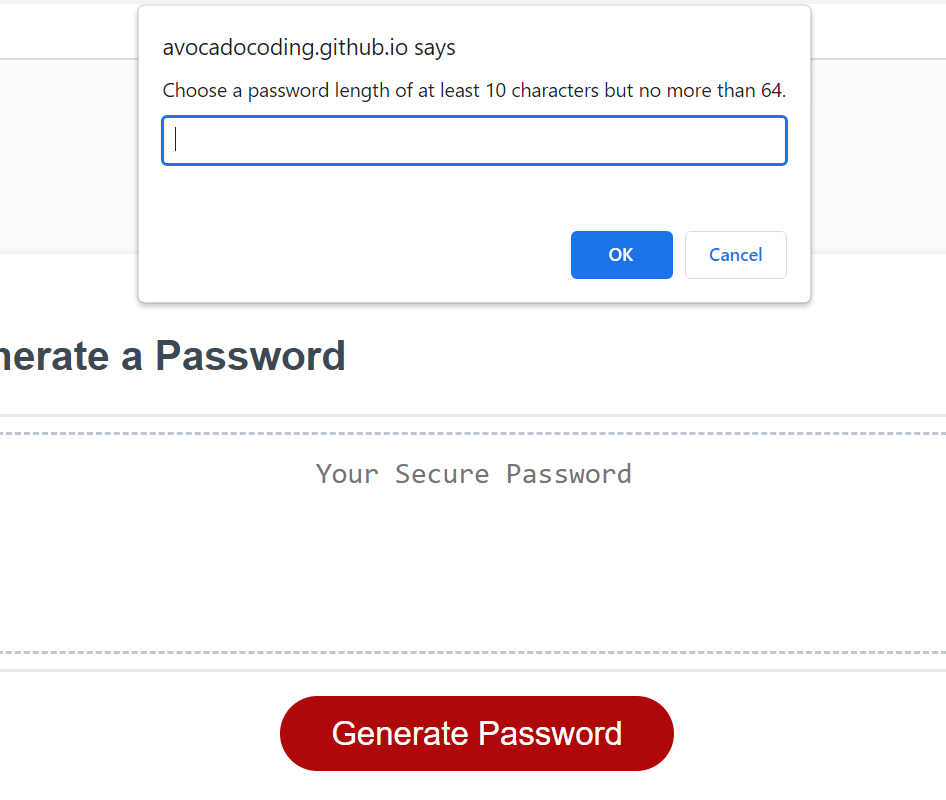 avocadocoding.github.io says
Choose a password length of at least 10 characters but no more than 64.
OK Cancel
nerate a Password
Your Secure Password
Generate Password